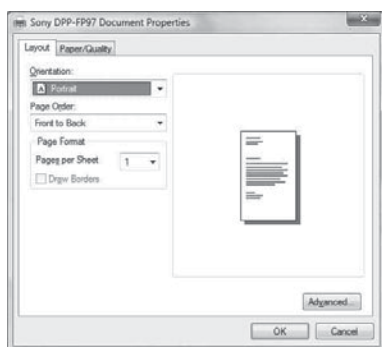 Sony DPP-FP97 Document Properties
Layout
Paper/Quality
Orientation:
A Portrait
Page Order:
Front to Back
Page Format
Pages per Sheet
1
Draw Borders
Advanced...
OK
Cancel